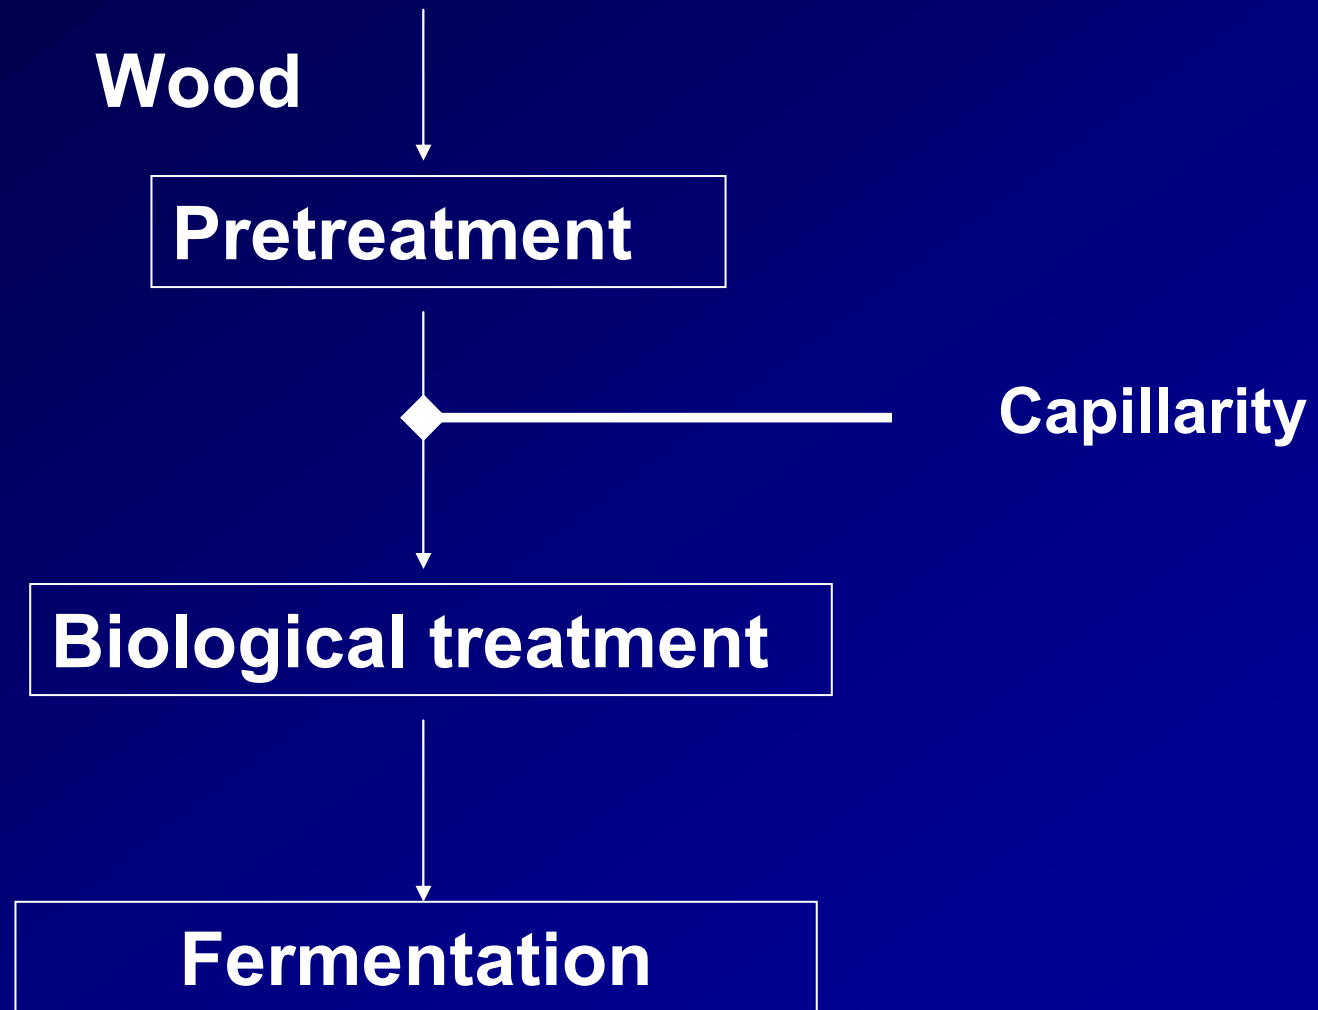 Wood
Pretreatment
Capillarity
Biological treatment
Fermentation